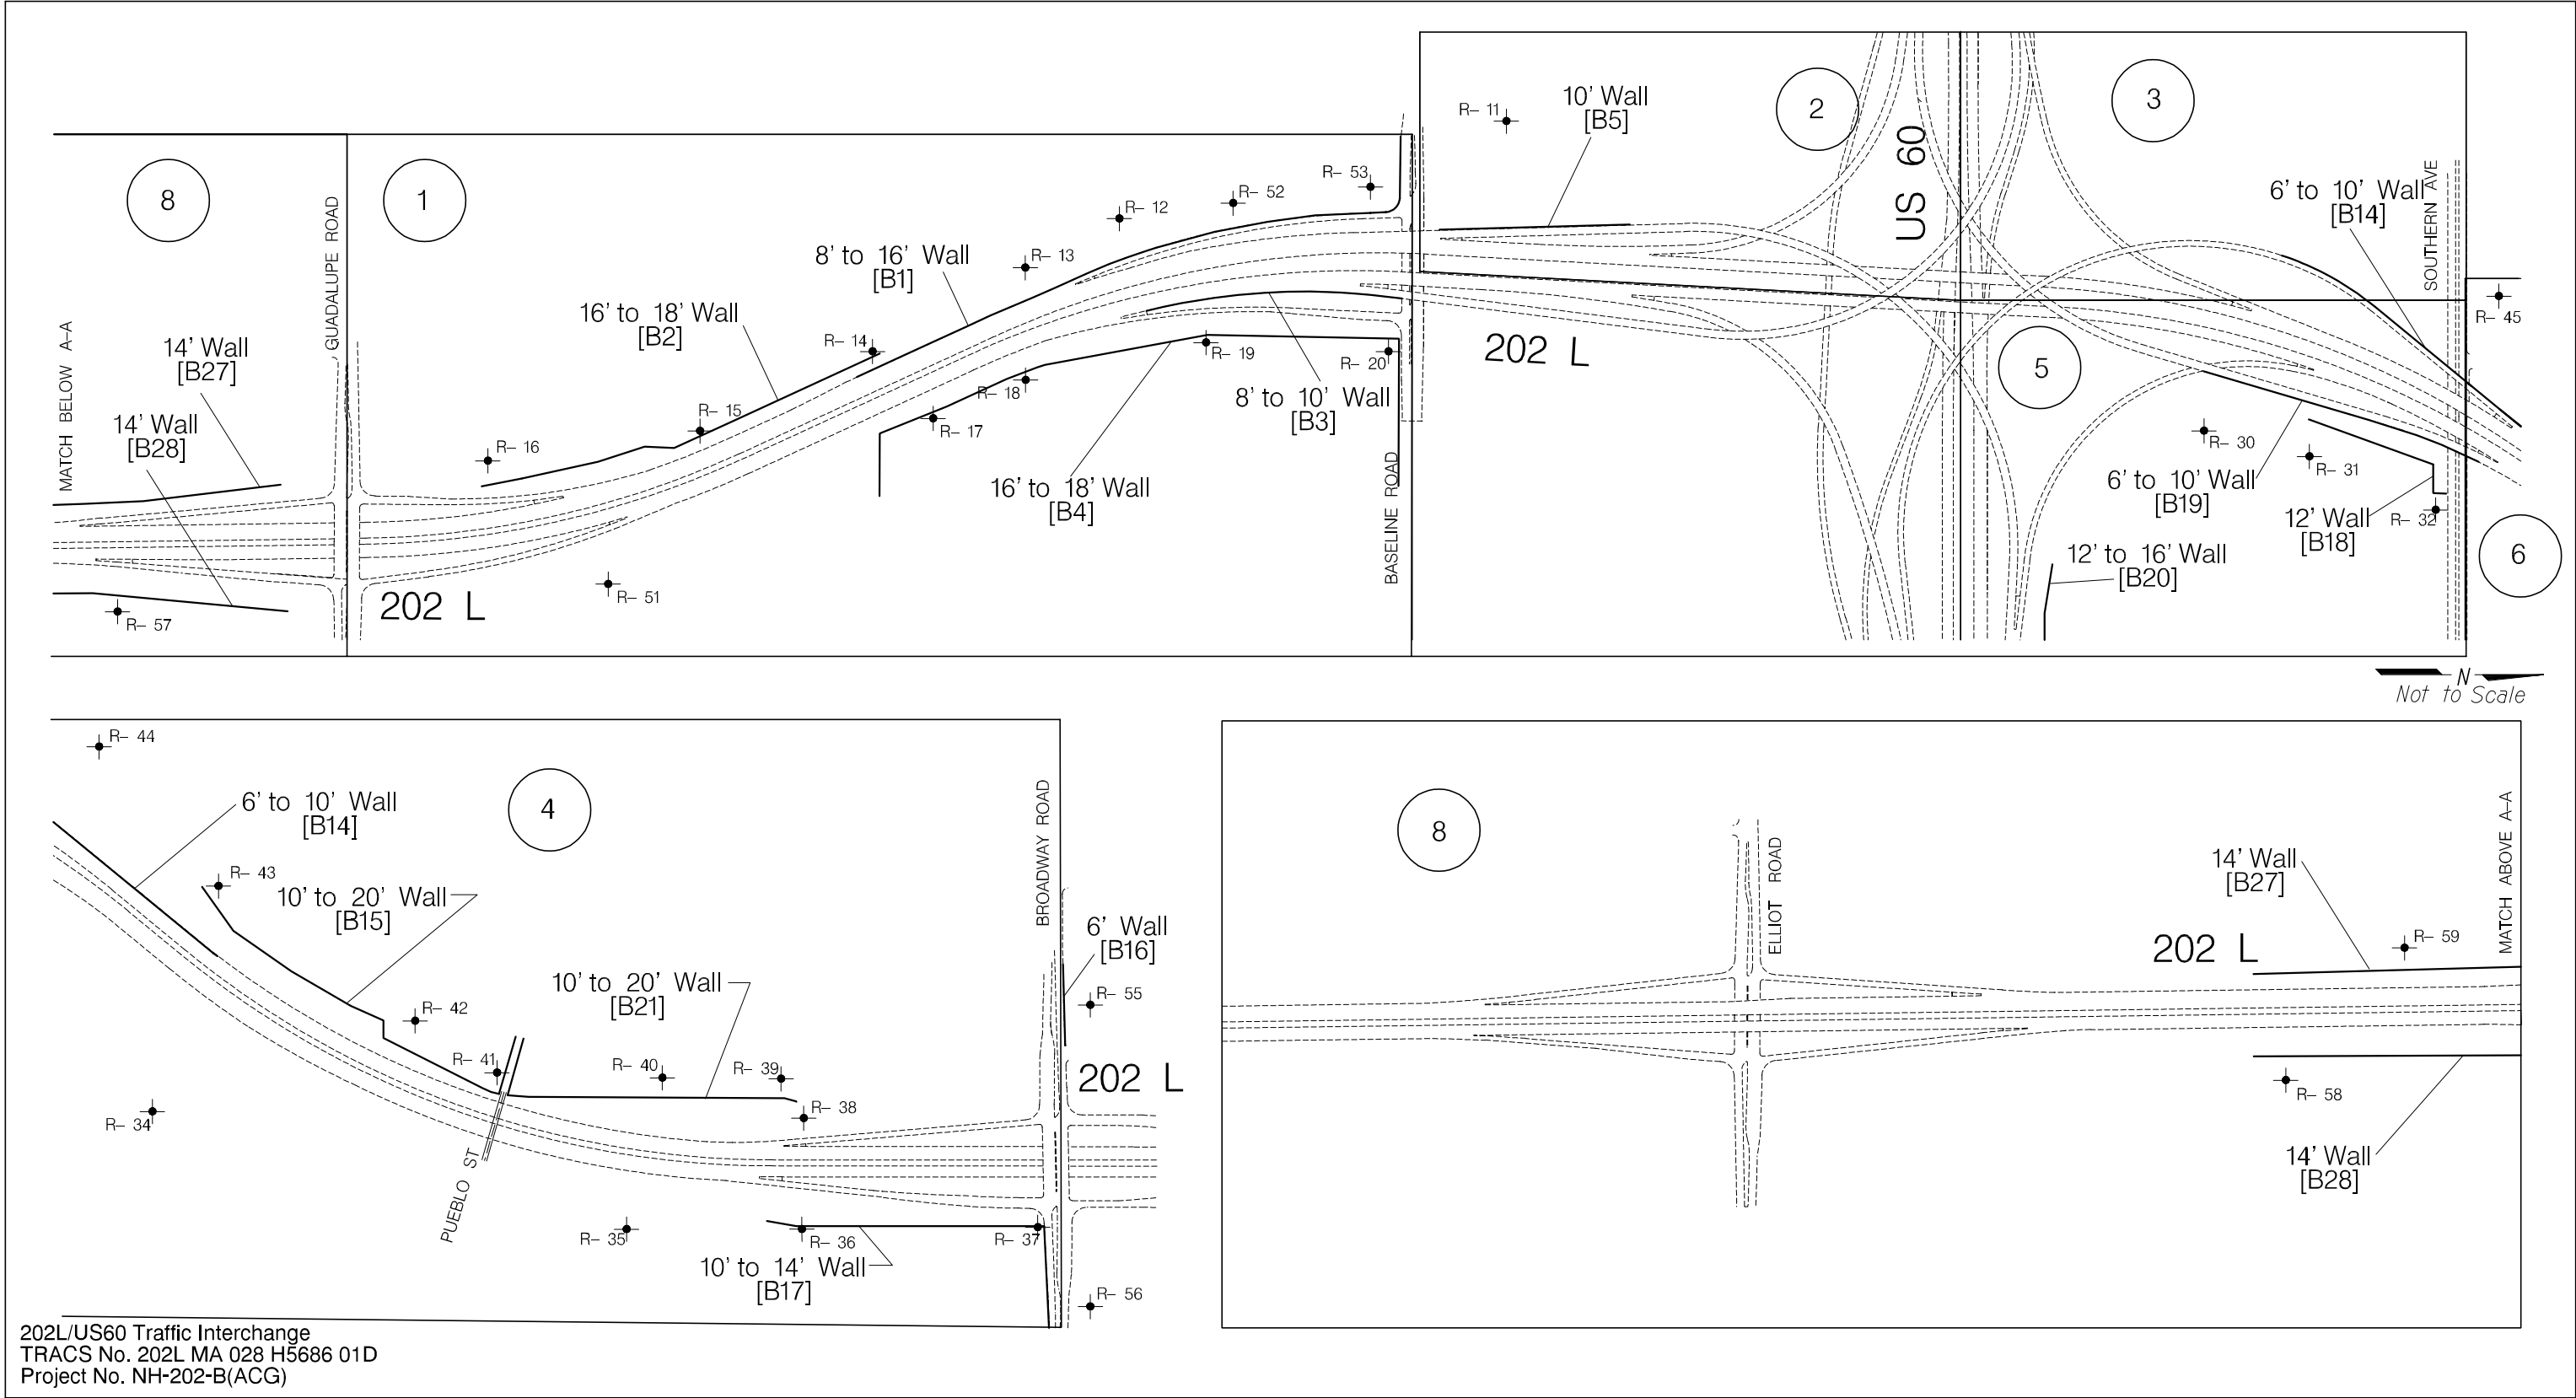 R– 11
10' Wall
[B5]
2
3
US 60
8
1
GUADALUPE ROAD
R– 53
R– 52
R– 12
6' to 10' Wall
[B14]
SOUTHERN AVE
R– 45
R– 13
8' to 16' Wall
[B1]
16' to 18' Wall
[B2]
R– 14
MATCH BELOW A–A
14' Wall
[B27]
14' Wall
[B28]
R– 15
R– 16
R– 17
R– 18
R– 19
R– 20
8' to 10' Wall
[B3]
16' to 18' Wall
[B4]
BASELINE ROAD
202 L
5
R– 30
R– 31
6' to 10' Wall
[B19]
12' Wall
[B18]
R– 32
12' to 16' Wall
[B20]
6
R– 57
202 L
R– 51
N
Not to Scale
R– 44
6' to 10' Wall
[B14]
4
R– 43
10' to 20' Wall
[B15]
R– 42
10' to 20' Wall
[B21]
R– 41
R– 40
R– 39
R– 38
BROADWAY ROAD
6' Wall
[B16]
R– 55
202 L
R– 34
PUEBLO ST
R– 35
R– 36
R– 37
10' to 14' Wall
[B17]
R– 56
8
ELLIOT ROAD
14' Wall
[B27]
MATCH ABOVE A–A
202 L
R– 59
R– 58
14' Wall
[B28]
202L/US60 Traffic Interchange
TRACS No. 202L MA 028 H5686 01D
Project No. NH-202-B(ACG)